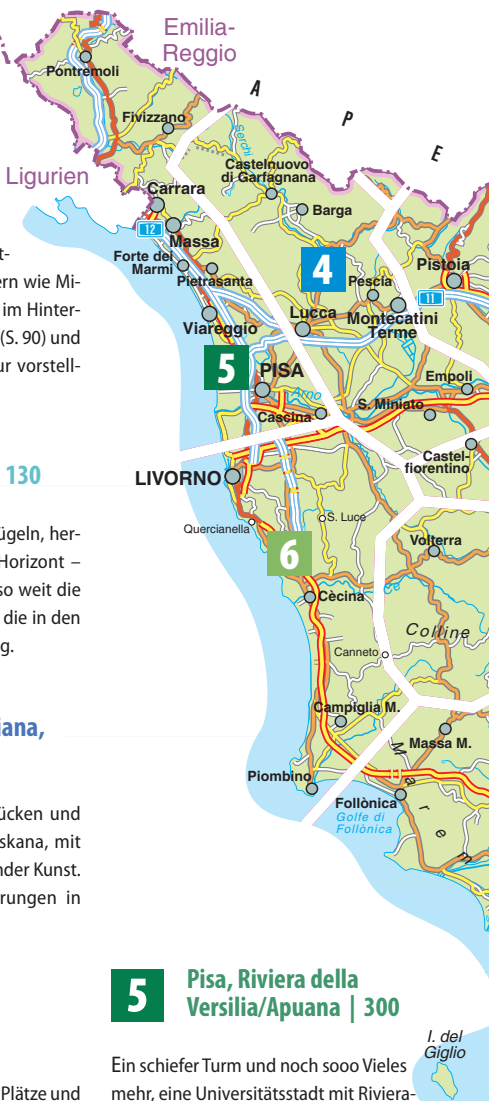 Emilia-
Reggio
Pontremoli
A P E
Fivizzano
Serchi
Castelnuovo
di Garfagnana
Ligurien
Carrara
Barga
12
Massa
4
Pistoia
Forte dei
Marmi
Pietrasanta
Pescia
11
Lucca
Montecatini
Terme
Viareggio
5
PISA
Empoli
Arno
S. Miniato
Cascina
Castel-
fiorentino
LIVORNO
Quercianella
S. Luce
Volterra
6
Cècina
Ce
Colline
Canneto
Campiglia M.
Massa M.
Piombino
Follònica
Golfe di
Follònica
M a r e m
I. del
Giglio
t-
ern wie Mi-
im Hinter-
(S. 90) und
ur vorstell-
130
ügeln, her-
Horizont –
so weit die
die in den
g.
iana,
ücken und
skana, mit
nder Kunst.
rungen in
Plätze und
5 Pisa, Riviera della
Versilia/Apuana | 300
Ein schiefer Turm und noch sooo Vieles
mehr, eine Universitätsstadt mit Riviera-